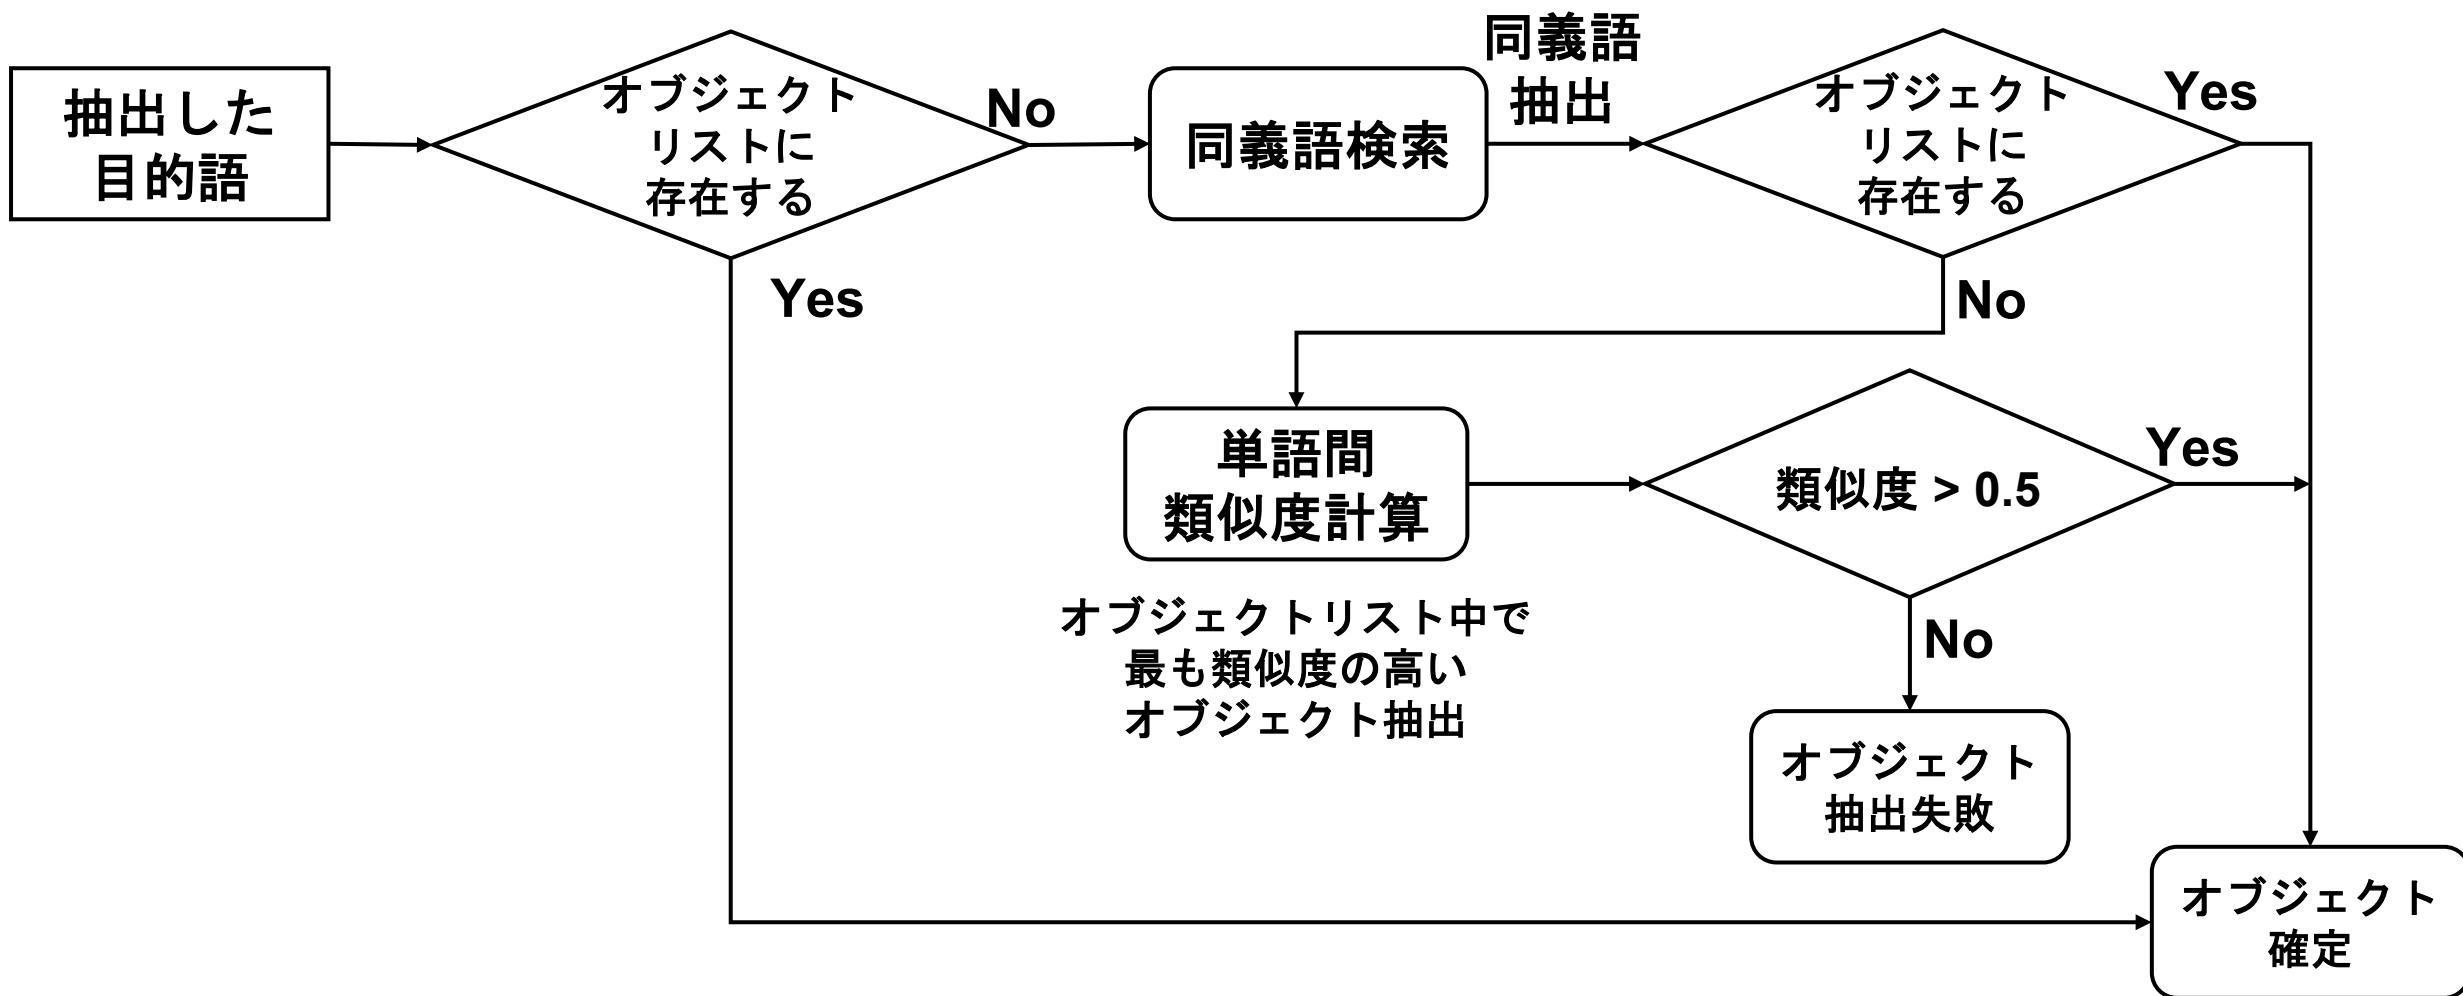 抽出した
目的語
オブジェクト
リストに
存在する
No
Yes
同義語検索
同義語
抽出
オブジェクト
リストに
存在する
Yes
No
単語間
類似度計算
オブジェクトリスト中で
最も類似度の高い
オブジェクト抽出
類似度 > 0.5
Yes
No
オブジェクト
抽出失敗
オブジェクト
確定